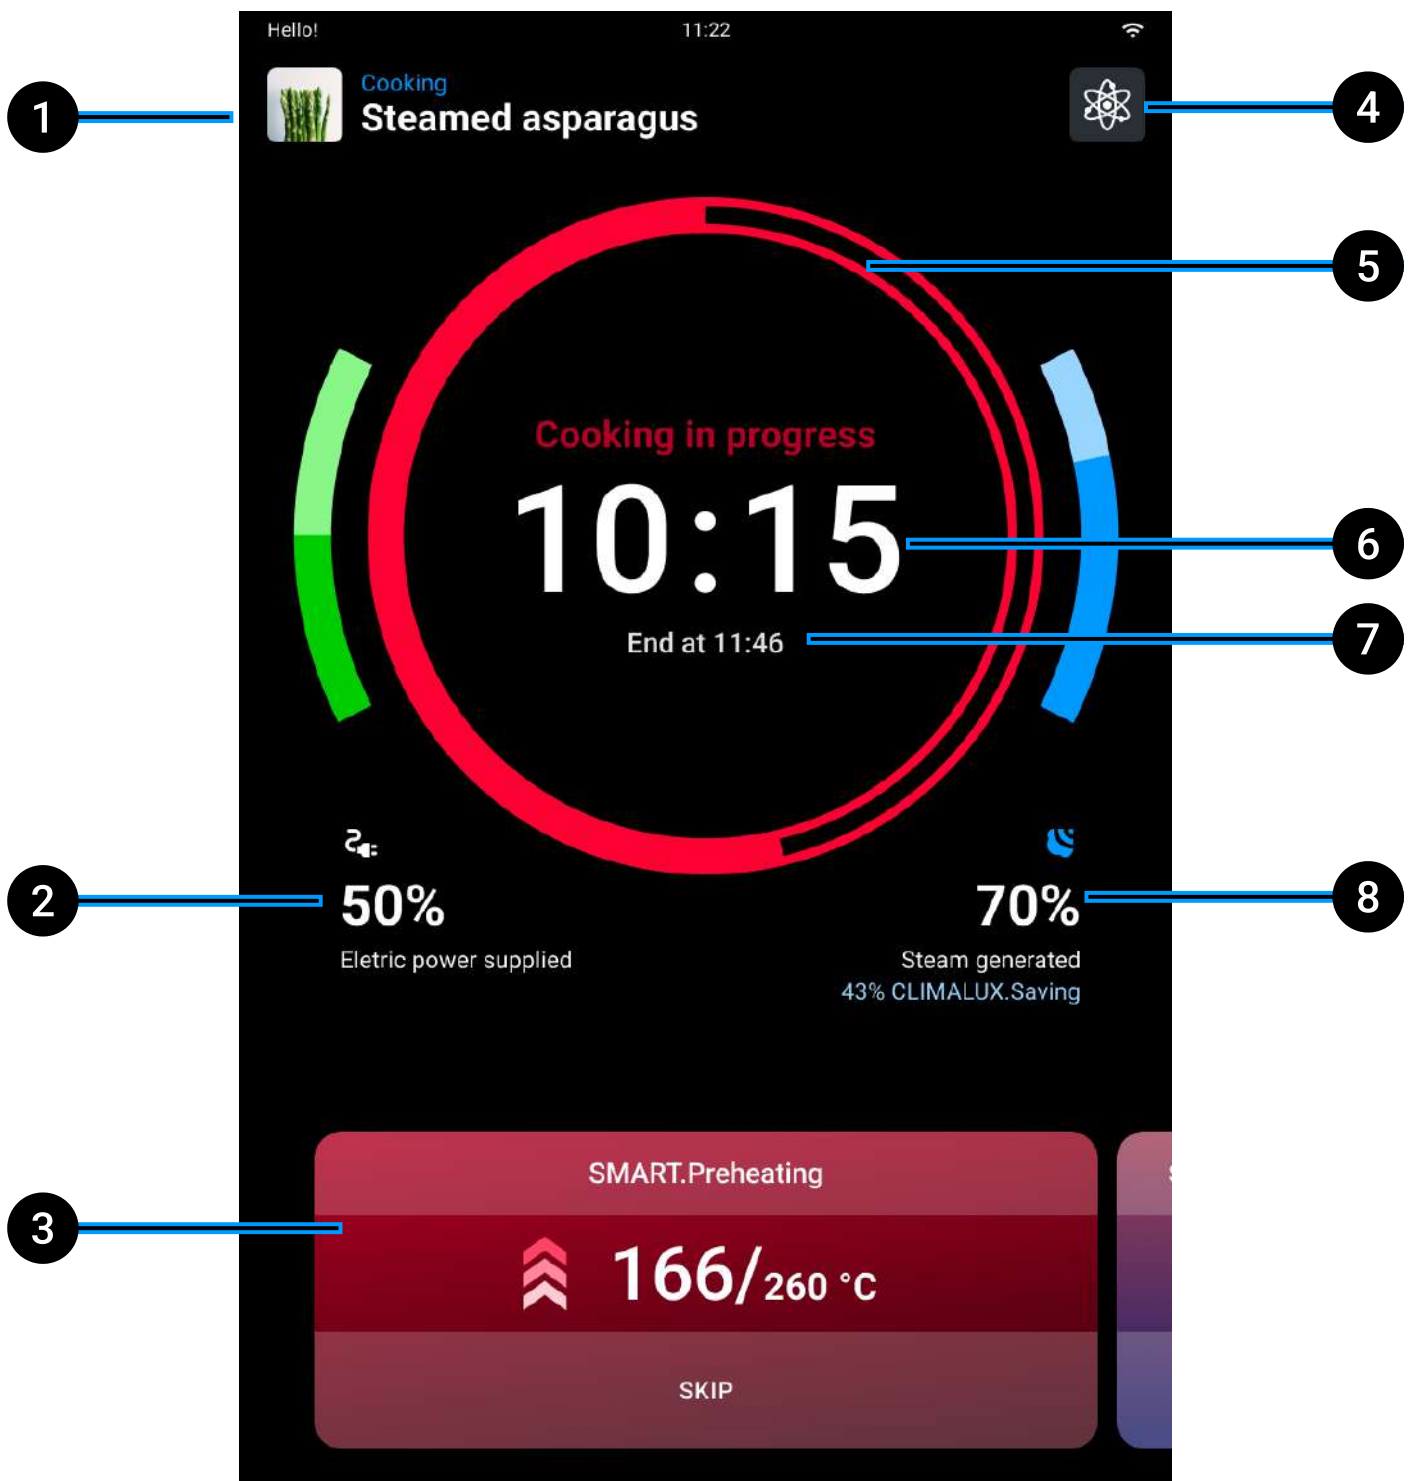 Hello!
11:22
Cooking
Steamed asparagus
1
4
5
Cooking in progress
10:15
6
End at 11:46
7
2
50%
Eletric power supplied
70%
8
Steam generated
43% CLIMALUX.Saving
SMART.Preheating
3
166/260 °C
SKIP